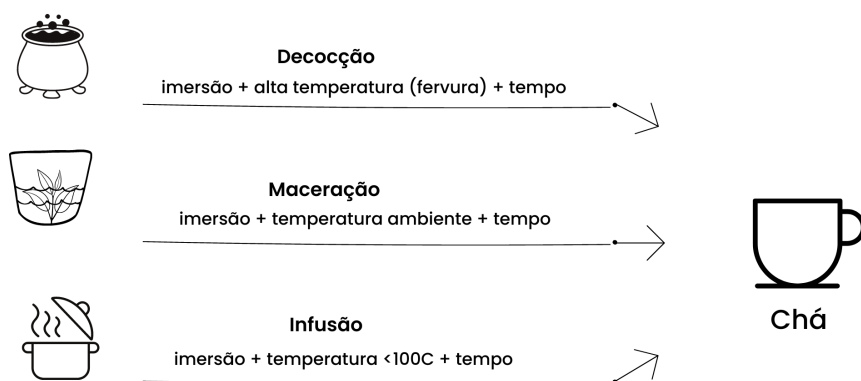 Decocção
imersão + alta temperatura (fervura) + tempo
Maceração
imersão + temperatura ambiente + tempo
Infusão
imersão + temperatura <100C + tempo
Chá